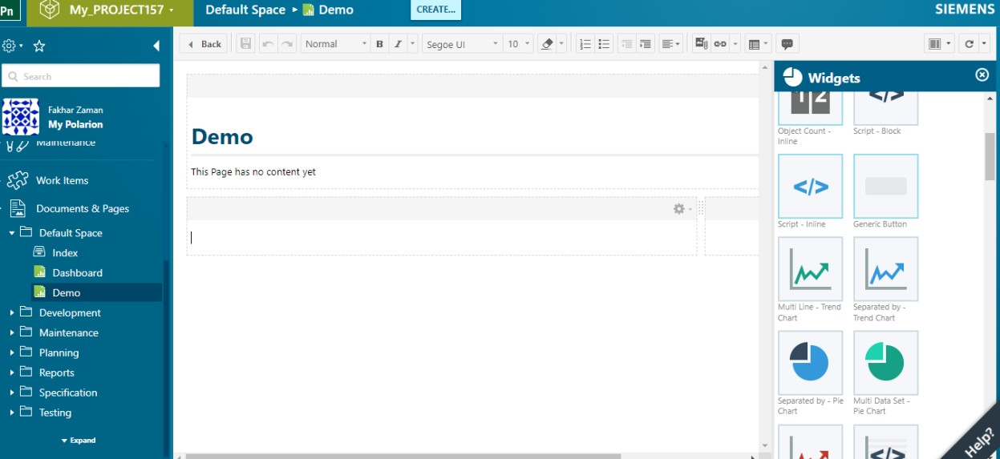 Pn
My_PROJECT157
Default Space ▸ Demo
CREATE...
SIEMENS
Back
Normal
B
I
Segoe UI
10
Search
Fakhar Zaman
My Polarion
Maintenance
Work Items
Documents & Pages
Default Space
Index
Dashboard
Demo
Development
Maintenance
Planning
Reports
Specification
Testing
Expand
Demo
This Page has no content yet
Widgets
12
Object Count -
Inline
</>
Script - Block
</>
Script - Inline
Generic Button
Multi Line - Trend
Chart
Separated by -
Trend Chart
Separated by - Pie
Chart
Multi Data Set -
Pie Chart
</>
Help?